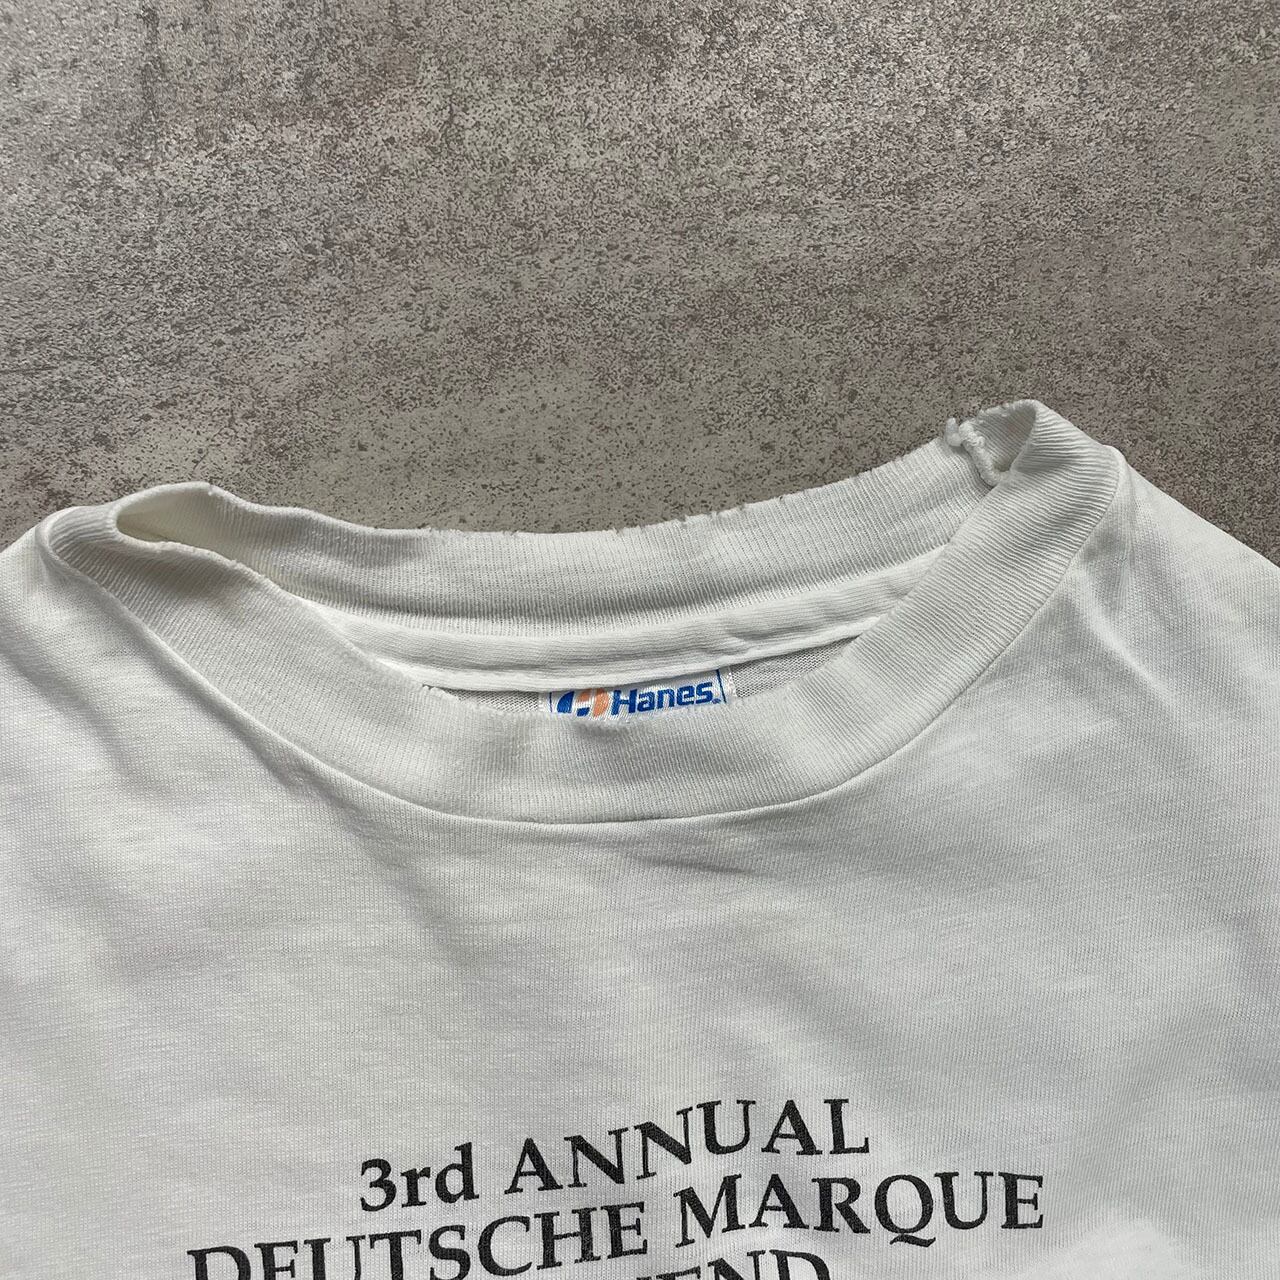 Hanes
3rd ANNUAL
DEUTSCHE MARQUE